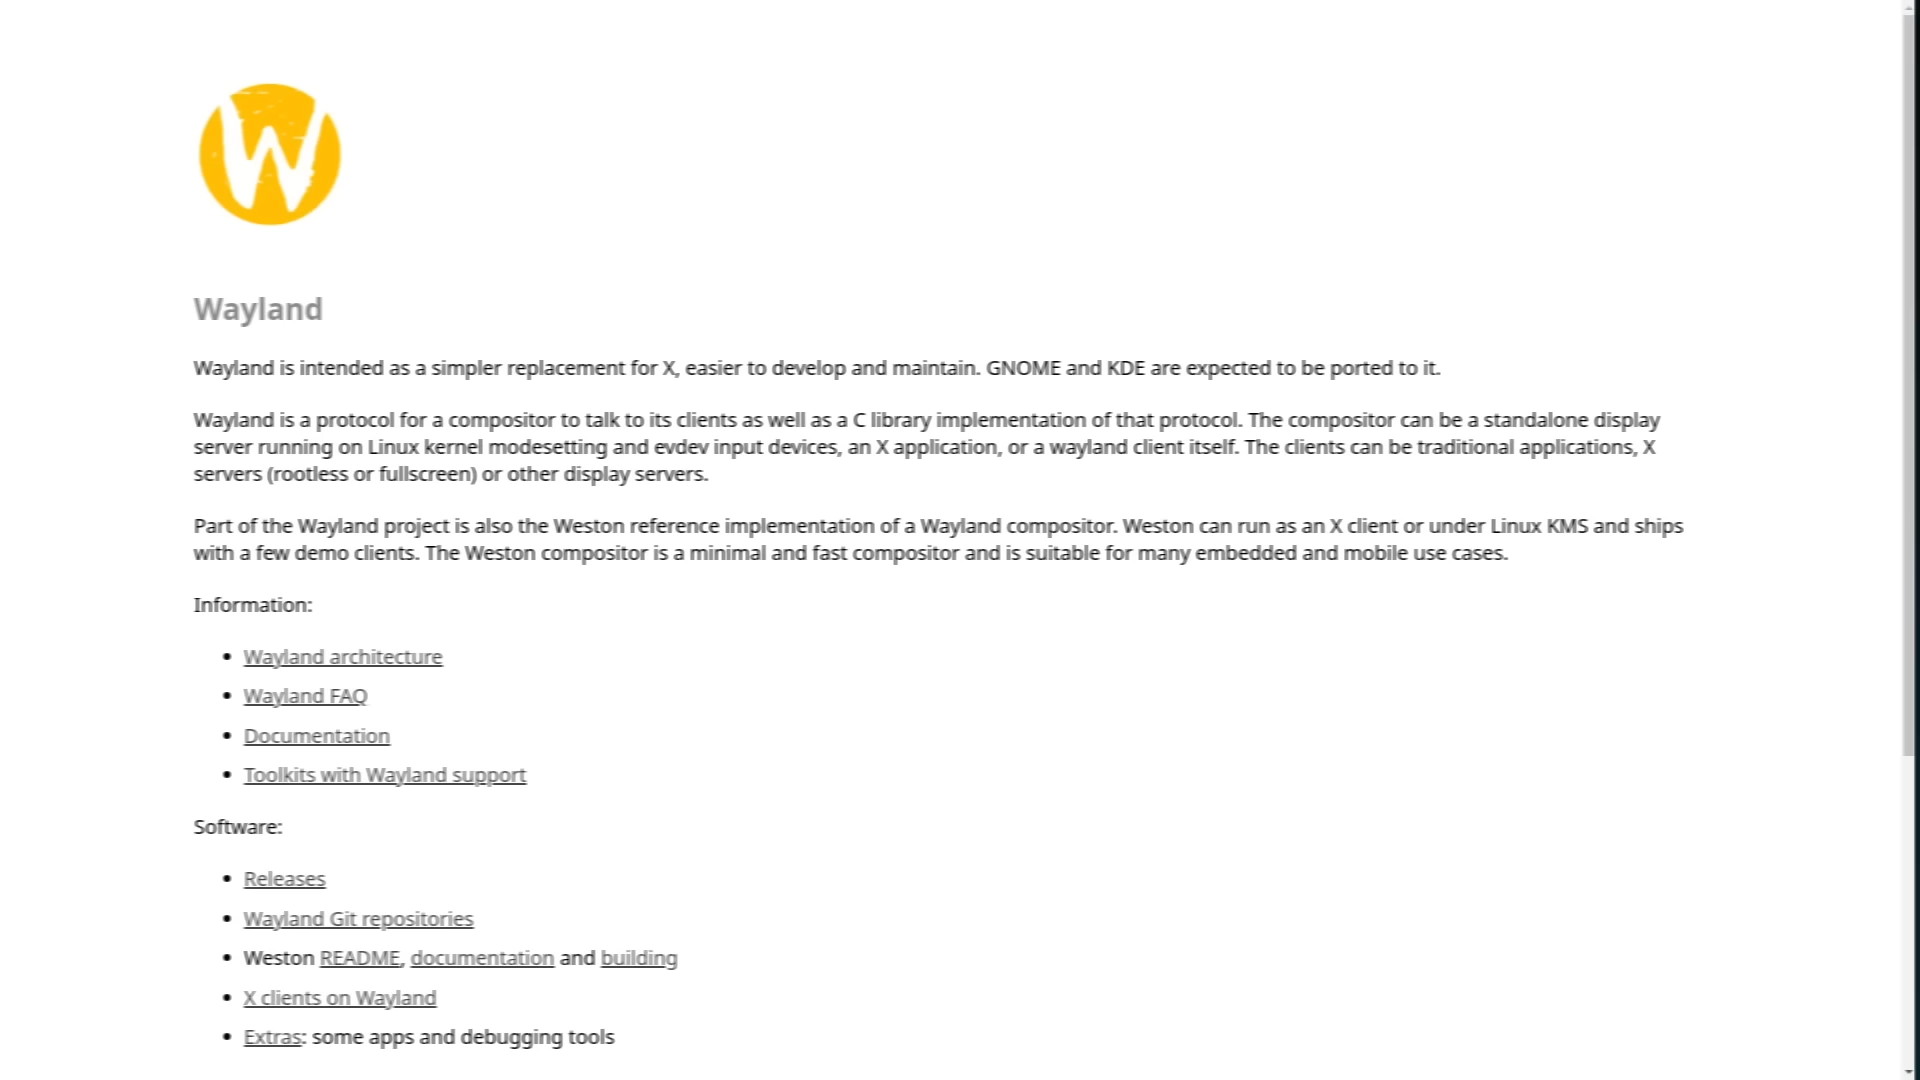 W
Wayland
Wayland is intended as a simpler replacement for X, easier to develop and maintain. GNOME and KDE are expected to be ported to it.
Wayland is a protocol for a compositor to talk to its clients as well as a C library implementation of that protocol. The compositor can be a standalone display
server running on Linux kernel modesetting and evdev input devices, an X application, or a wayland client itself. The clients can be traditional applications, X
servers (rootless or fullscreen) or other display servers.
Part of the Wayland project is also the Weston reference implementation of a Wayland compositor. Weston can run as an X client or under Linux KMS and ships
with a few demo clients. The Weston compositor is a minimal and fast compositor and is suitable for many embedded and mobile use cases.
Information:
• Wayland architecture
• Wayland FAQ
• Documentation
• Toolkits with Wayland support
Software:
• Releases
• Wayland Git repositories
• Weston README, documentation and building
• X clients on Wayland
• Extras: some apps and debugging tools